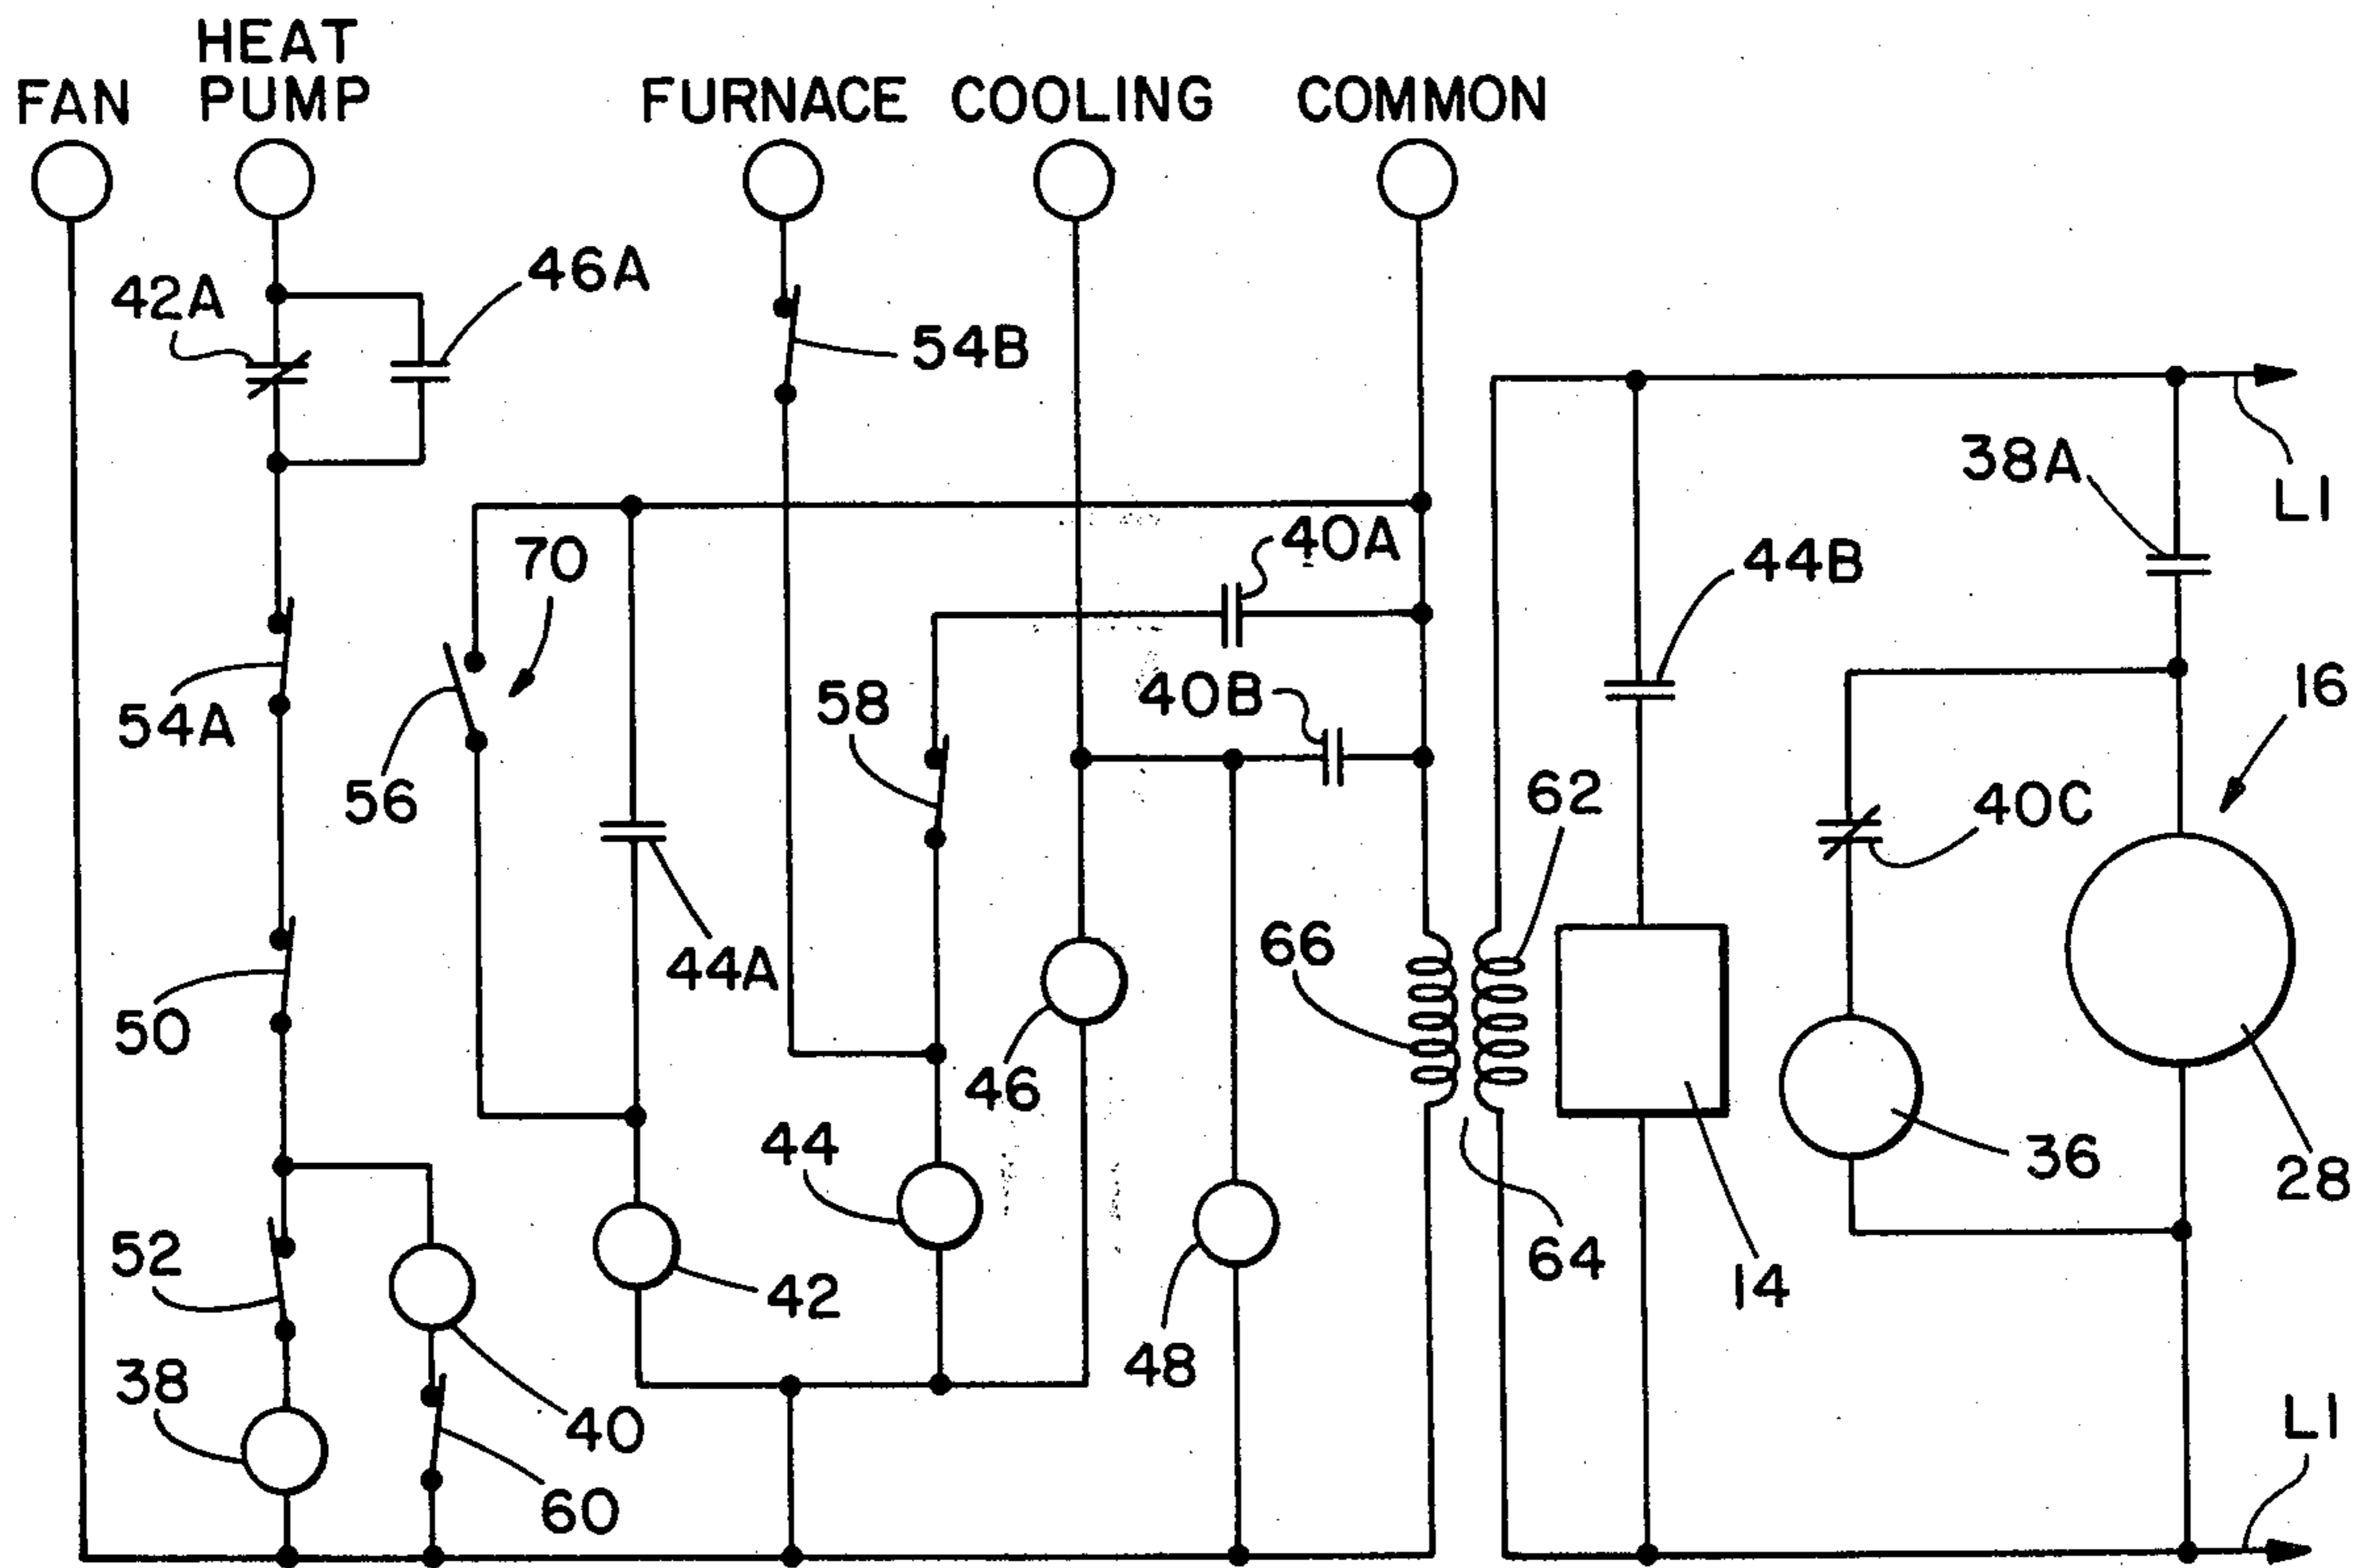 HEAT
FAN PUMP FURNACE COOLING COMMON
46A
42A
54B
38A
L1
40A
70
44B
58
40B
16
54A
56
62
40C
66
44A
50
46
44
36
28
52
64
42
14
48
38
40
L1
60